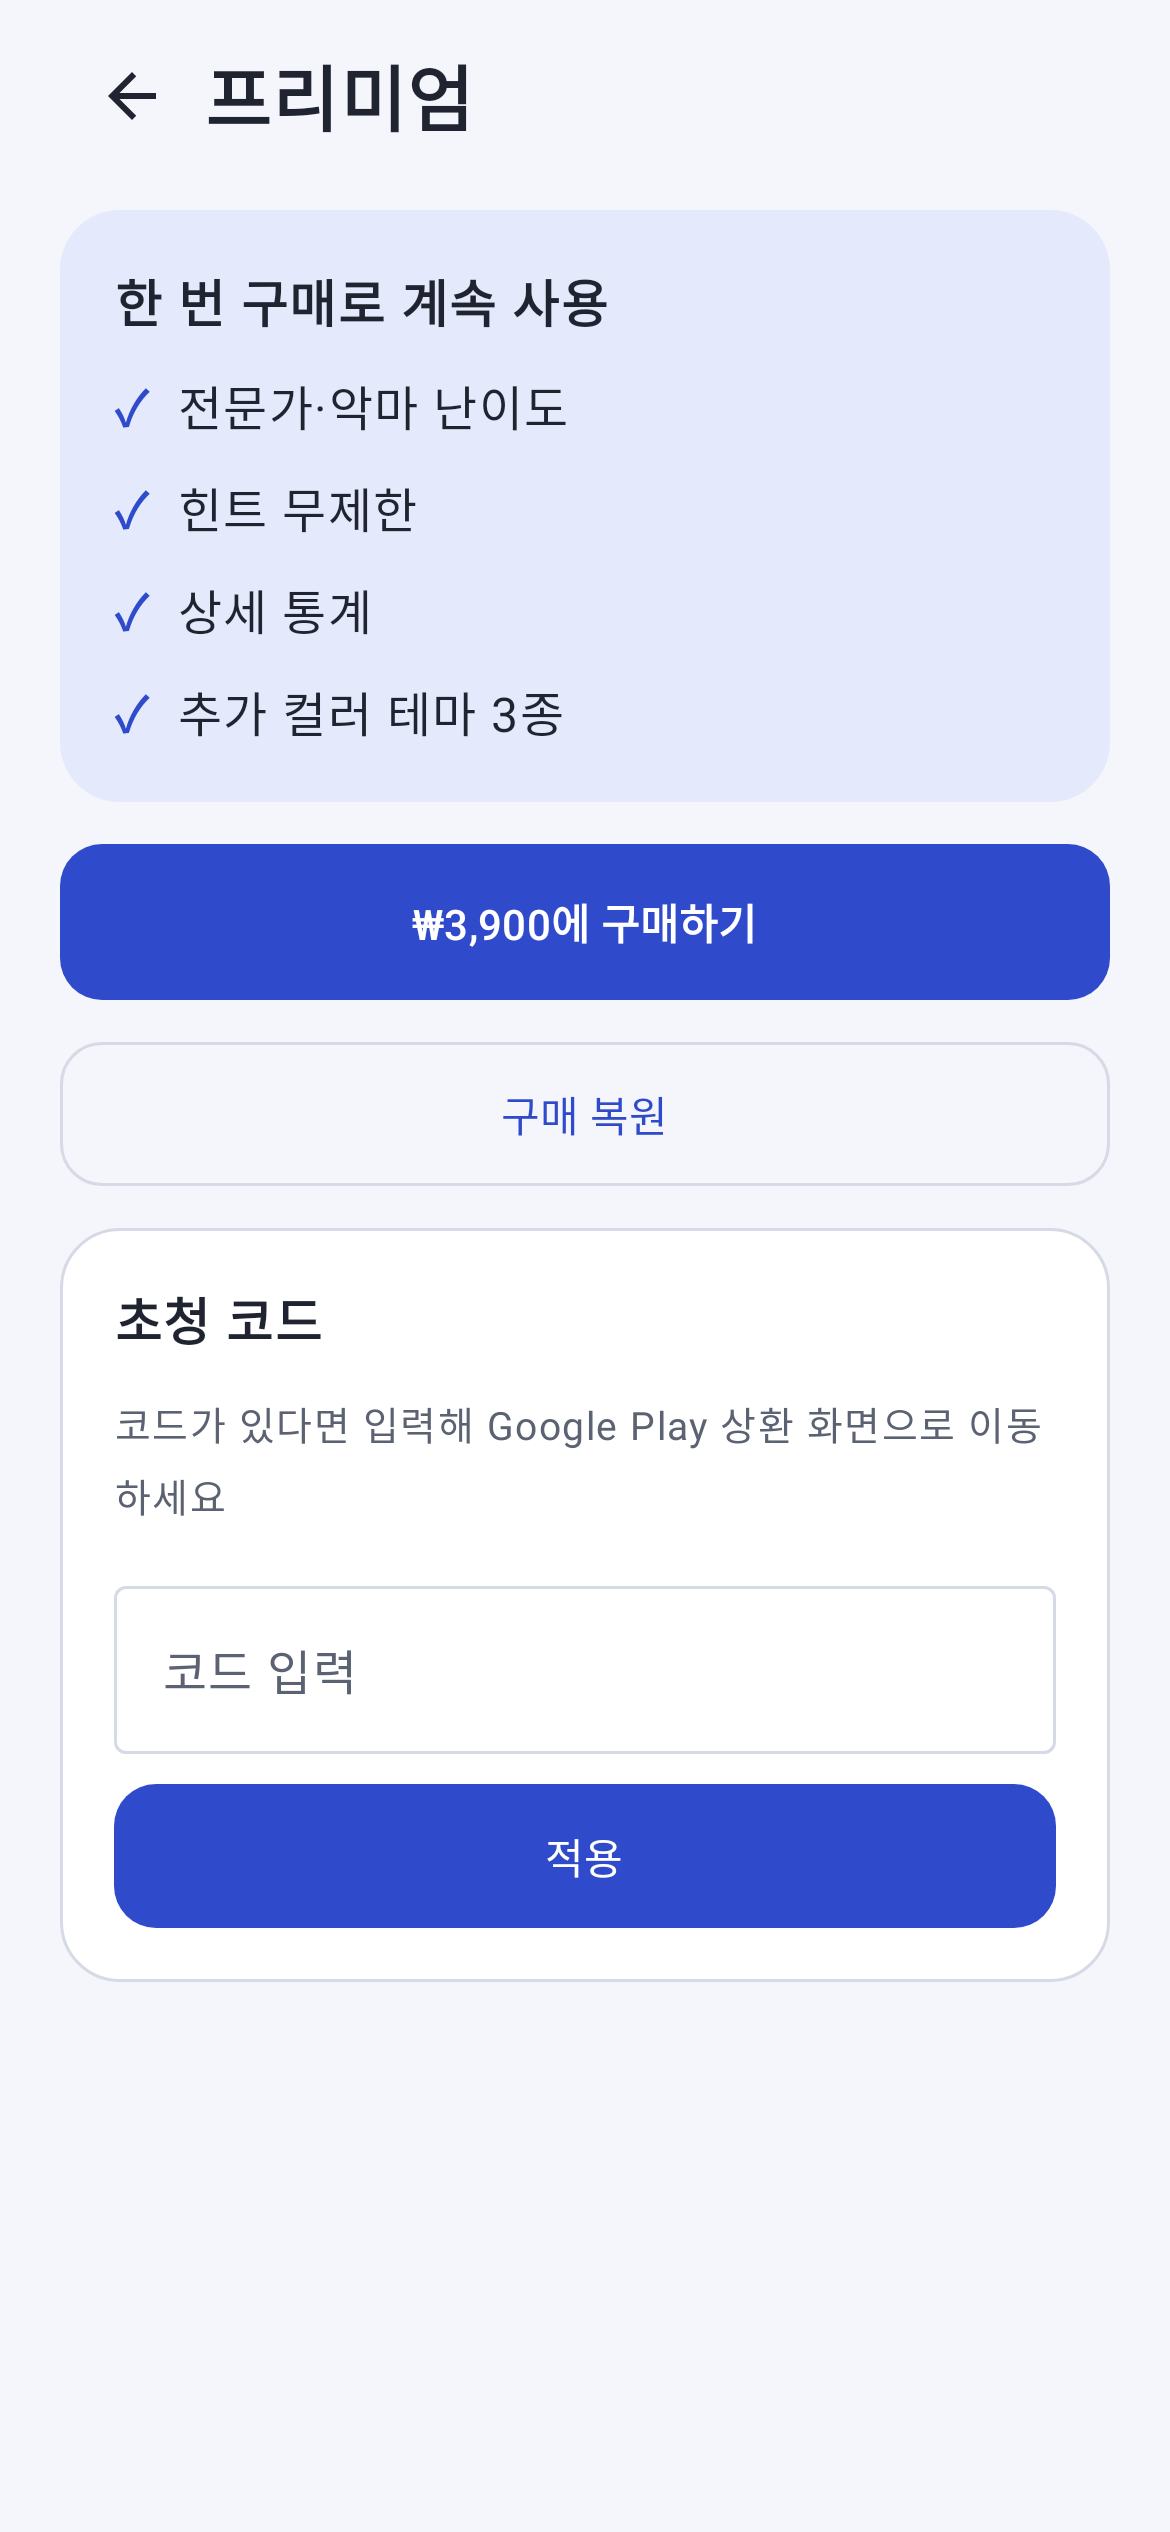 프리미엄
한 번 구매로 계속 사용
✓ 전문가·악마 난이도
✓ 힌트 무제한
✓ 상세 통계
✓ 추가 컬러 테마 3종
₩3,900에 구매하기
구매 복원
초청 코드
코드가 있다면 입력해 Google Play 상환 화면으로 이동
하세요
코드 입력
적용